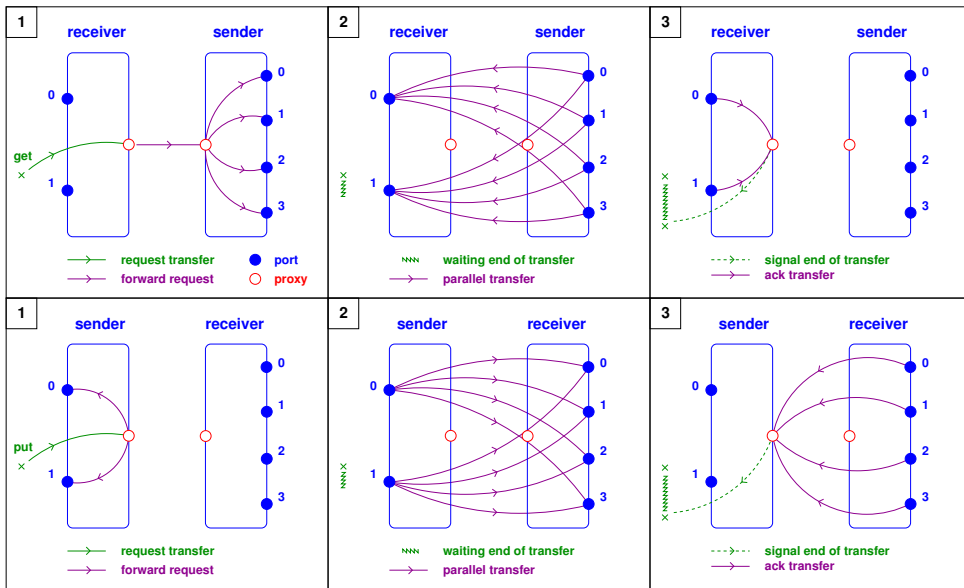 1
receiver sender
0
1
get
0
1
2
3
request transfer
forward request
port
proxy
2
receiver sender
0
1
0
1
2
3
zzzz
waiting end of transfer
parallel transfer
3
receiver sender
0
1
0
1
2
3
signal end of transfer
ack transfer
1
sender receiver
0
1
put
0
1
2
3
request transfer
forward request
2
sender receiver
0
1
0
1
2
3
zzzz
waiting end of transfer
parallel transfer
3
sender receiver
0
1
0
1
2
3
signal end of transfer
ack transfer